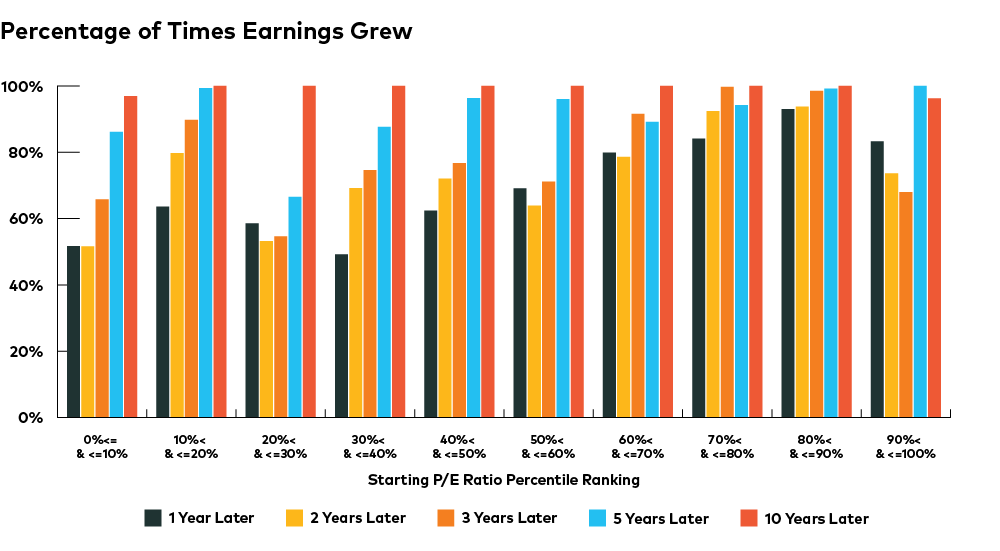 Percentage of Times Earnings Grew
100%
80%
60%
40%
20%
0%
0%<= 10%< 20%< 30%< 40%< 50%< 60%< 70%< 80%< 90%<
& <=10% & <=20% & <=30% & <=40% & <=50% & <=60% & <=70% & <=80% & <=90% & <=100%
Starting P/E Ratio Percentile Ranking
1 Year Later 2 Years Later 3 Years Later 5 Years Later 10 Years Later